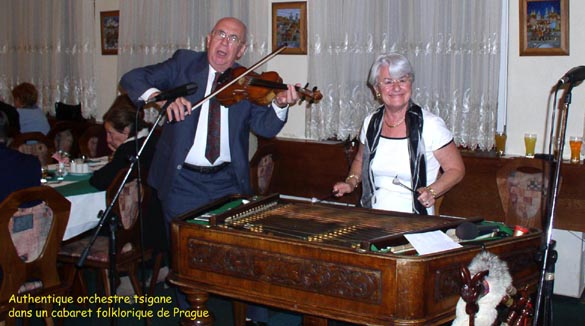 Authentique orchestre tsigane
dans un cabaret folklorique de Prague